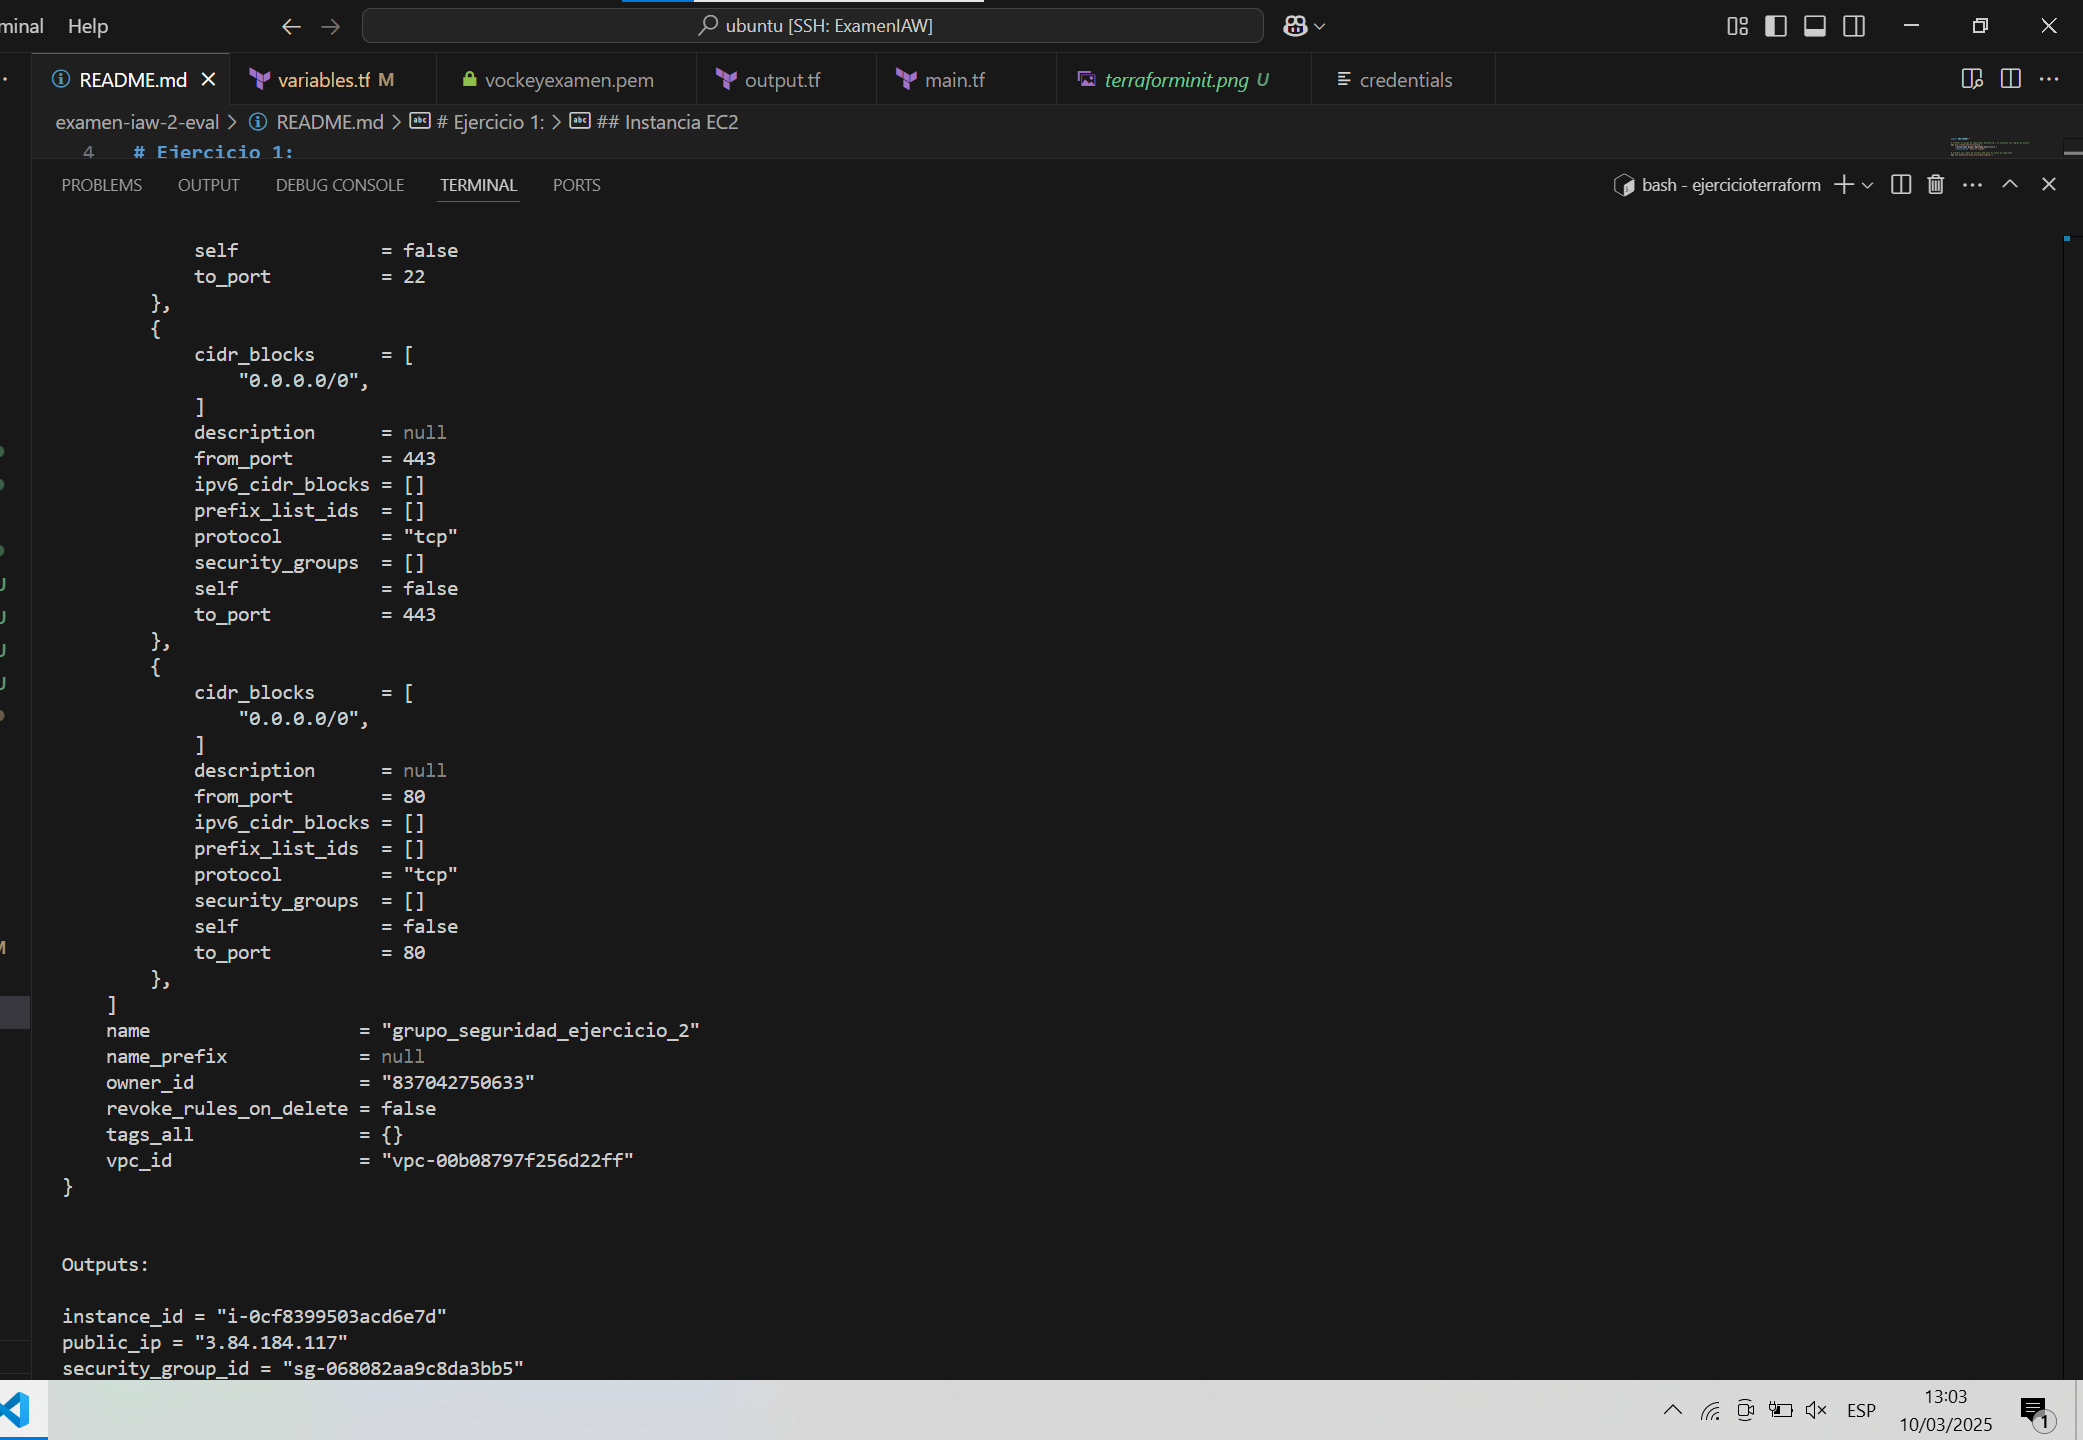 minal Help
ubuntu [SSH: ExamenIAW]
README.md variables.tf M vockeyexamen.pem output.tf main.tf terraforminit.png U credentials
examen-iaw-2-eval > README.md > # Ejercicio 1: > ## Instancia EC2
4 # Ejercicio 1:
PROBLEMS OUTPUT DEBUG CONSOLE TERMINAL PORTS
bash - ejercicioterraform
self = false
to_port = 22
},
{
cidr_blocks = [
"0.0.0.0/0",
]
description = null
from_port = 443
ipv6_cidr_blocks = []
prefix_list_ids = []
protocol = "tcp"
security_groups = []
self = false
to_port = 443
},
{
cidr_blocks = [
"0.0.0.0/0",
]
description = null
from_port = 80
ipv6_cidr_blocks = []
prefix_list_ids = []
protocol = "tcp"
security_groups = []
self = false
to_port = 80
},
]
name = "grupo_seguridad_ejercicio_2"
name_prefix = null
owner_id = "837042750633"
revoke_rules_on_delete = false
tags_all = {}
vpc_id = "vpc-00b08797f256d22ff"
}
Outputs:
instance_id = "i-0cf8399503acd6e7d"
public_ip = "3.84.184.117"
security_group_id = "sg-068082aa9c8da3bb5"
U
U
U
U
M
ESP
13:03
10/03/2025
1